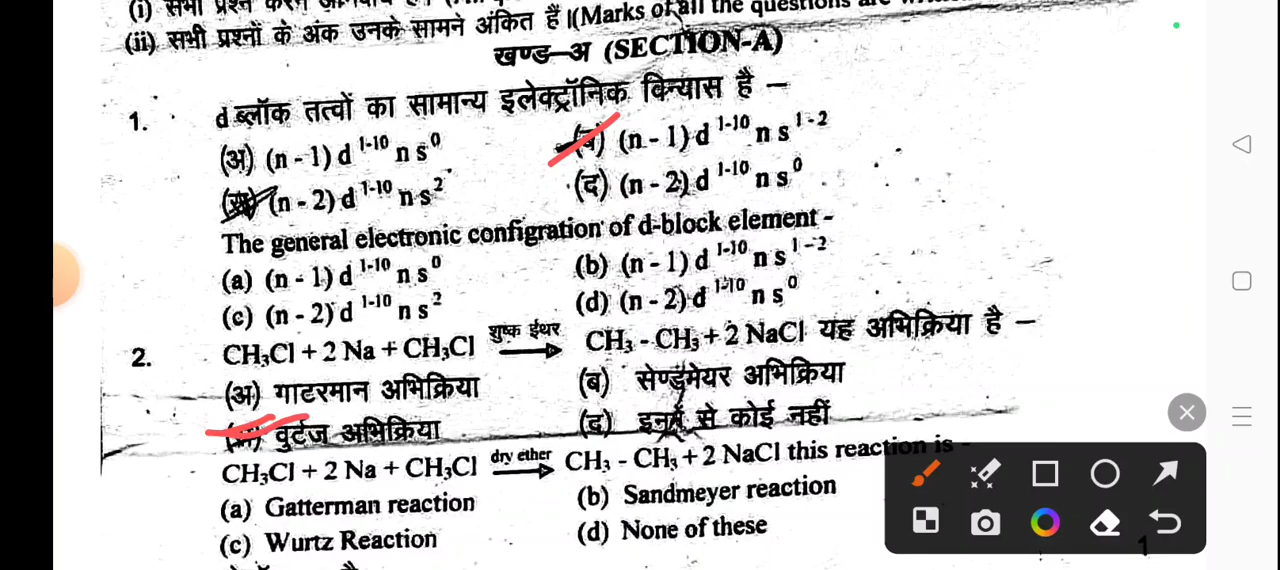 (i) सभी प्रश्न करने अनिवार्य हैं।
(ii) सभी प्रश्नों के अंक उनके सामने अंकित हैं।(Marks of all the questions are
खण्ड–अ (SECTION-A)
1. d ब्लॉक तत्वों का सामान्य इलेक्ट्रॉनिक विन्यास है –
(अ) (n - 1) d 1-10 n s 0 (ब) (n - 1) d 1-10 n s 1-2
(स) (n - 2) d 1-10 n s 2 (द) (n - 2) d 1-10 n s 0
The general electronic configration of d-block element -
(a) (n - 1) d 1-10 n s 0 (b) (n - 1) d 1-10 n s 1-2
(c) (n - 2) d 1-10 n s 2 (d) (n - 2) d 1-10 n s 0
2. CH3Cl + 2 Na + CH3Cl शुष्क ईथर CH3 - CH3 + 2 NaCl यह अभिक्रिया है –
(अ) गाटरमान अभिक्रिया (ब) सेण्डमेयर अभिक्रिया
(स) वुर्टज अभिक्रिया (द) इनमें से कोई नहीं
CH3Cl + 2 Na + CH3Cl dry ether CH3 - CH3 + 2 NaCl this reaction is -
(a) Gatterman reaction (b) Sandmeyer reaction
(c) Wurtz Reaction (d) None of these
1